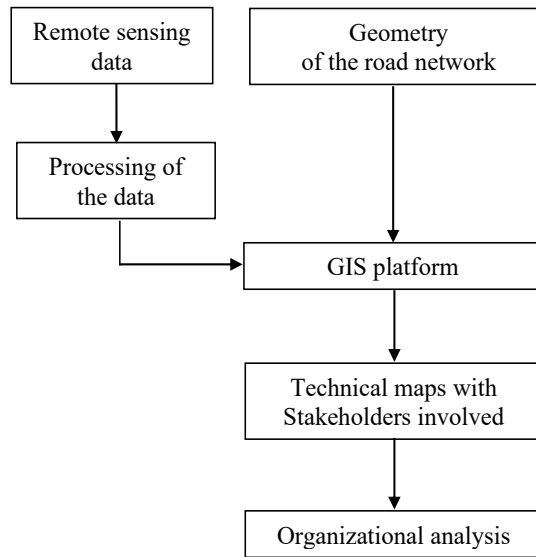 Remote sensing
data
Geometry
of the road network
Processing of
the data
GIS platform
Technical maps with
Stakeholders involved
Organizational analysis